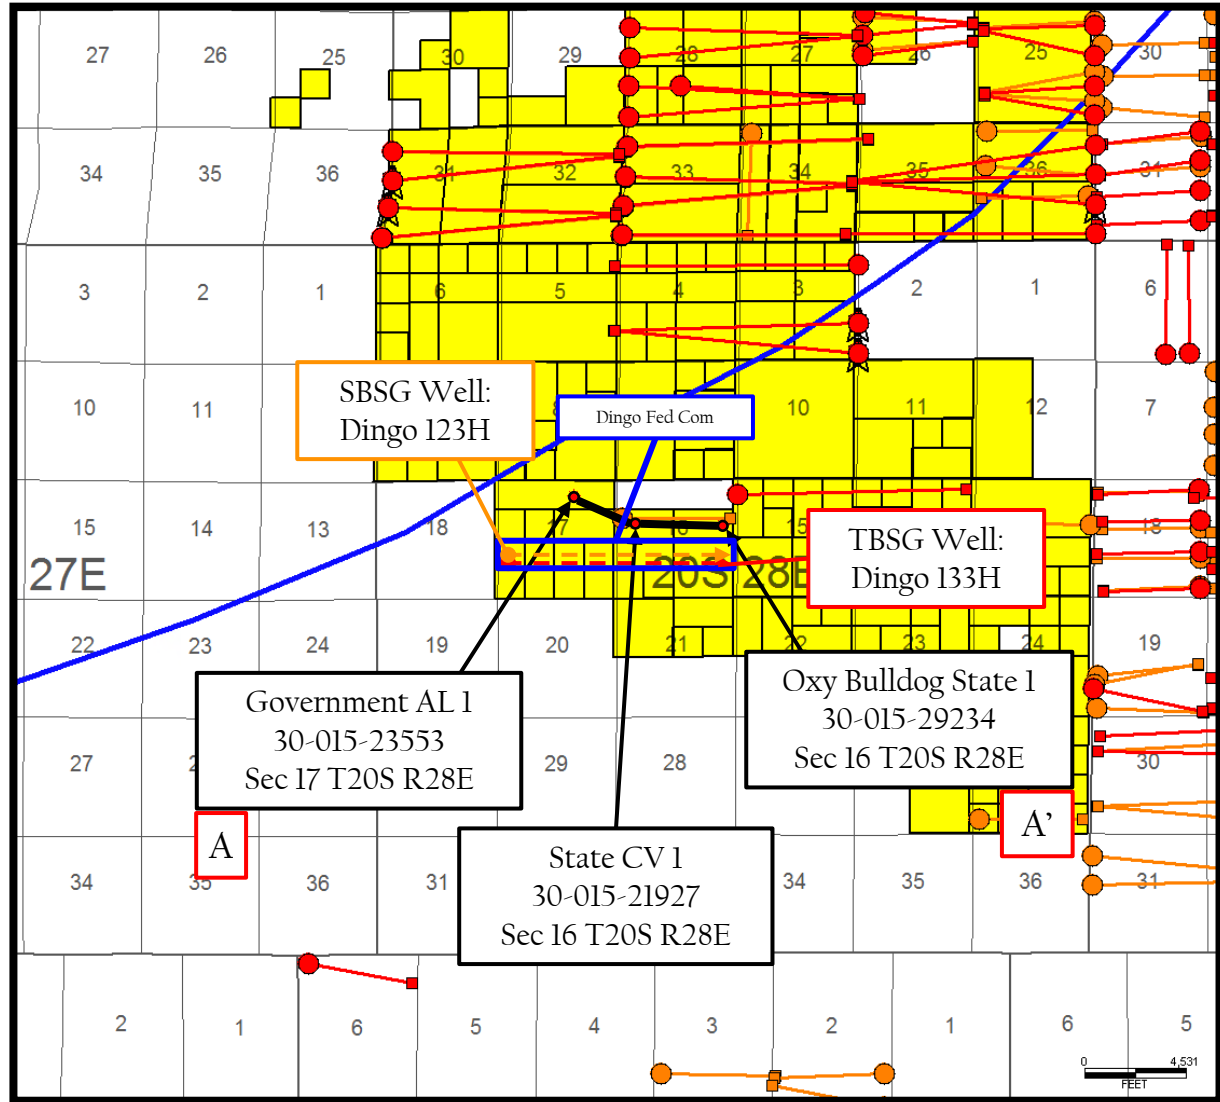 27 26 25 30 29 28 27 26 25 30
34 35 36 31 32 33 34 35 36 31
3 2 1 6 5 4 3 2 1 6
SBSG Well:
Dingo 123H
Dingo Fed Com
10 11 8 10 11 12 7
15 14 13 18 17 16 15 18
27E
20S 28E
TBSG Well:
Dingo 133H
22 23 24 19 20 21 22 23 24 19
Government AL 1
30-015-23553
Sec 17 T20S R28E
Oxy Bulldog State 1
30-015-29234
Sec 16 T20S R28E
27 29 28 30
A
A’
State CV 1
30-015-21927
Sec 16 T20S R28E
34 35 36 31 34 35 36 31
2 1 6 5 4 3 2 1 6 5
0 4,531
FEET